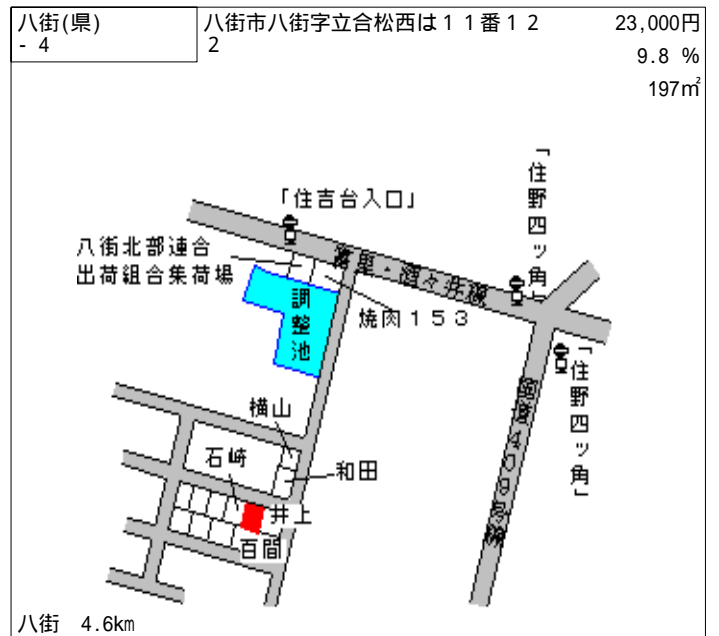 八街(県)
- 4
八街市八街字立合松西は１１番１２
2
23,000円
9.8 %
197㎡
「住吉台入口」
「住野四ッ角」
八街北部連合
出荷組合集荷場
富里・酒々井線
調整池
焼肉１５３
「住野四ッ角」
国道４０９号線
横山
石崎
和田
井上
百間
八街 4.6km